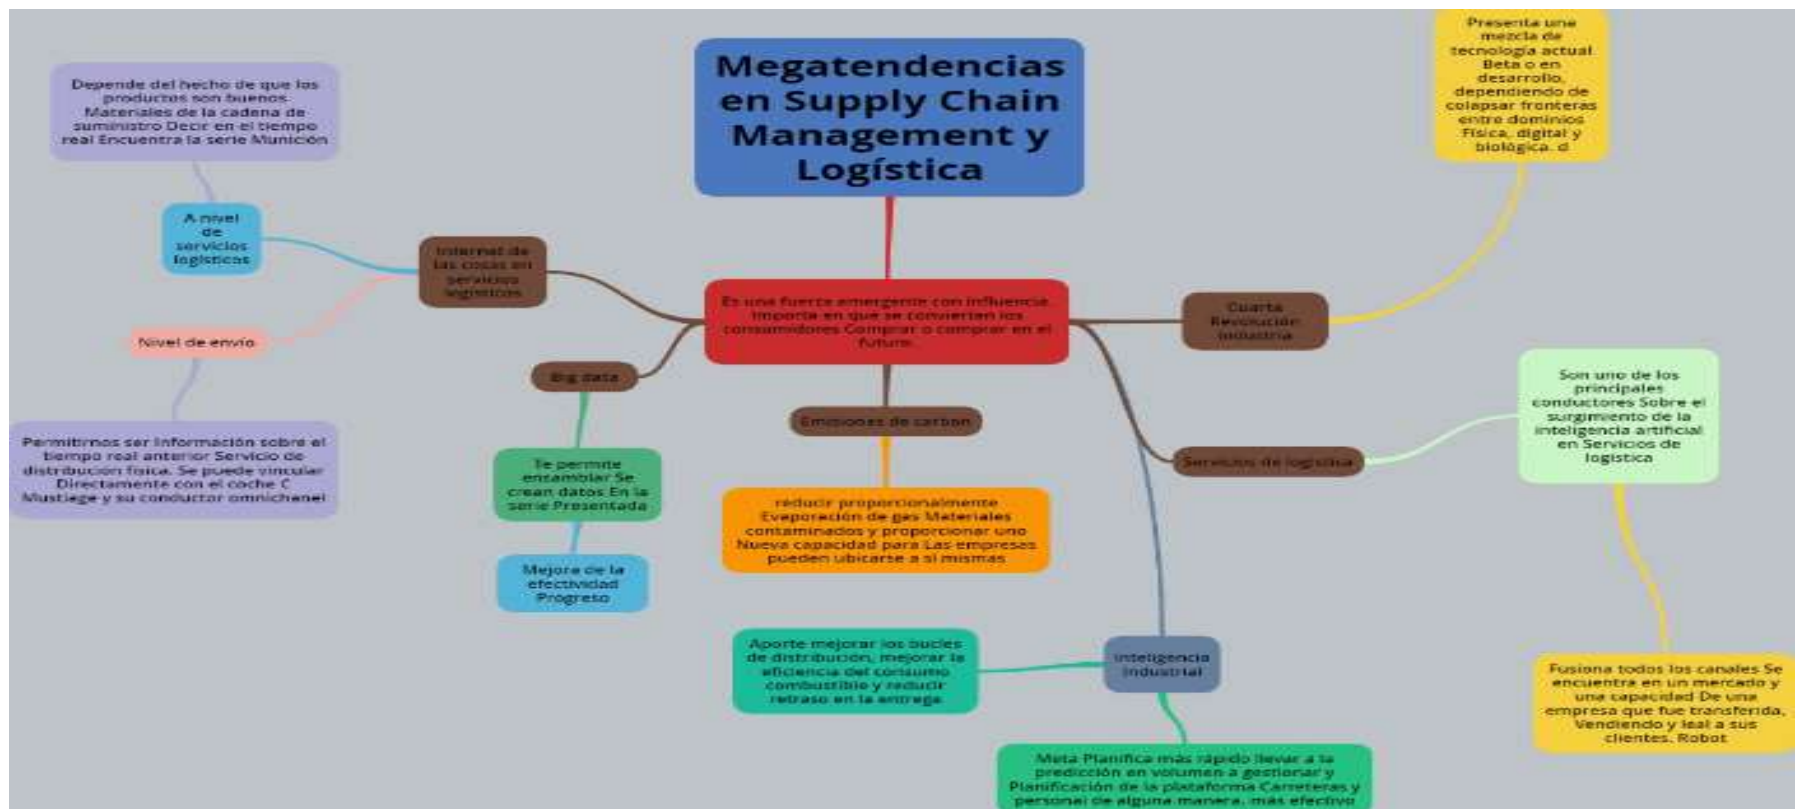 Megatendencias
en Supply Chain
Management y
Logística
Es una fuerza emergente con influencia
Importa en que se convierten los
consumidores Comprar o comprar en el
futuro.
Internet de
las cosas en
servicios
logísticos
A nivel
de
servicios
logísticos
Depende del hecho de que los
productos son buenos
Materiales de la cadena de
suministro Decir en el tiempo
real Encuentra la serie Munición
Nivel de envío
Permitirnos ser Información sobre el
tiempo real anterior Servicio de
distribución física. Se puede vincular
Directamente con el coche C
Mustiage y su conductor omnichenel
Big data
Te permite
ensamblar Se
crean datos En la
serie Presentada
Mejora de la
efectividad
Progreso
Emisiones de carbon
reducir proporcionalmente
Evaporación de gas Materiales
contaminados y proporcionar uno
Nueva capacidad para Las empresas
pueden ubicarse a sí mismas
Cuarta
Revolución
industria
Presenta una
mezcla de
tecnología actual
Beta o en
desarrollo,
dependiendo de
colapsar fronteras
entre dominios
Física, digital y
biológica. d
Servicios de logística
Son uno de los
principales
conductores Sobre el
surgimiento de la
inteligencia artificial
en Servicios de
logística
Fusiona todos los canales Se
encuentra en un mercado y
una capacidad De una
empresa que fue transferida,
Vendiendo y leal a sus
clientes. Robot
inteligencia
industrial
Aporte mejorar los bucles
de distribución, mejorar la
eficiencia del consumo
combustible y reducir
retraso en la entrega
Meta Planifica más rápido llevar a la
predicción en volumen a gestionar y
Planificación de la plataforma Carreteras y
personal de alguna manera. más efectivo